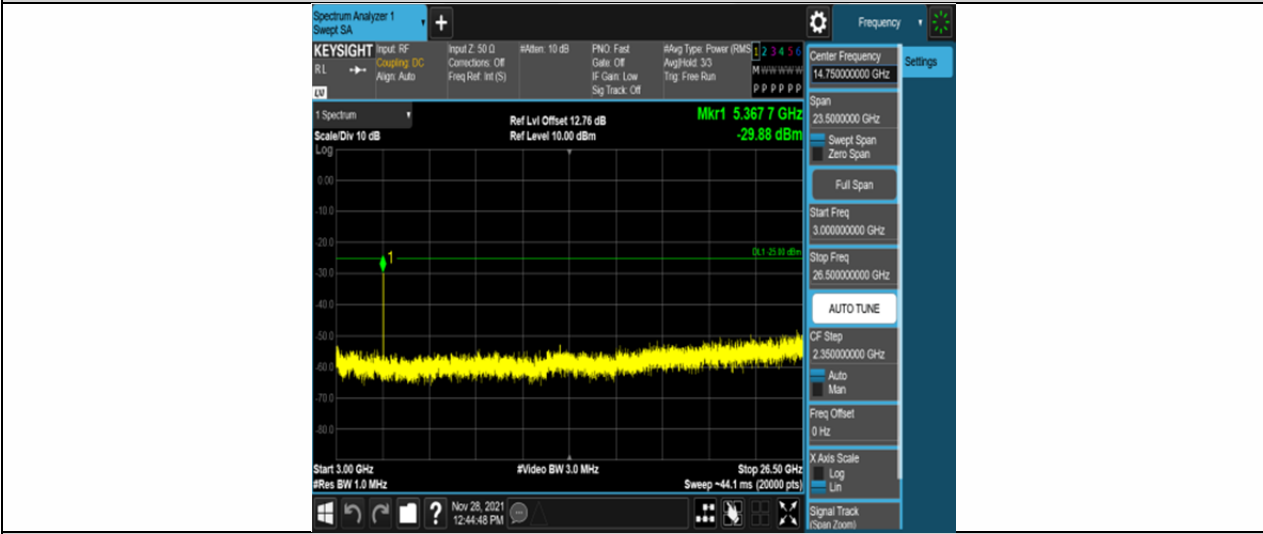 Spectrum Analyzer 1
Swept SA
+
Frequency
KEYSIGHT
Input: RF
Coupling: DC
Align: Auto
RL
LV
Input Z: 50 Ω
Corrections: Off
Freq Ref: Int (S)
#Atten: 10 dB
PNO: Fast
Gate: Off
IF Gain: Low
Sig Track: Off
#Avg Type: Power (RMS
Avg|Hold: 3/3
Trig: Free Run
1 2 3 4 5 6
M W W W W W
P P P P P P
Center Frequency
14.750000000 GHz
Settings
Span
23.5000000 GHz
Swept Span
Zero Span
Full Span
Start Freq
3.000000000 GHz
Stop Freq
26.500000000 GHz
AUTO TUNE
CF Step
2.350000000 GHz
Auto
Man
Freq Offset
0 Hz
X Axis Scale
Log
Lin
Signal Track
(Span Zoom)
1 Spectrum
Scale/Div 10 dB
Log
Ref Lvl Offset 12.76 dB
Ref Level 10.00 dBm
Mkr1 5.367 7 GHz
-29.88 dBm
0.00
-10.0
-20.0
-30.0
-40.0
-50.0
-60.0
-70.0
-80.0
1
Start 3.00 GHz
#Res BW 1.0 MHz
#Video BW 3.0 MHz
Stop 26.50 GHz
Sweep ~44.1 ms (20000 pts)
?
Nov 28, 2021
12:44:48 PM